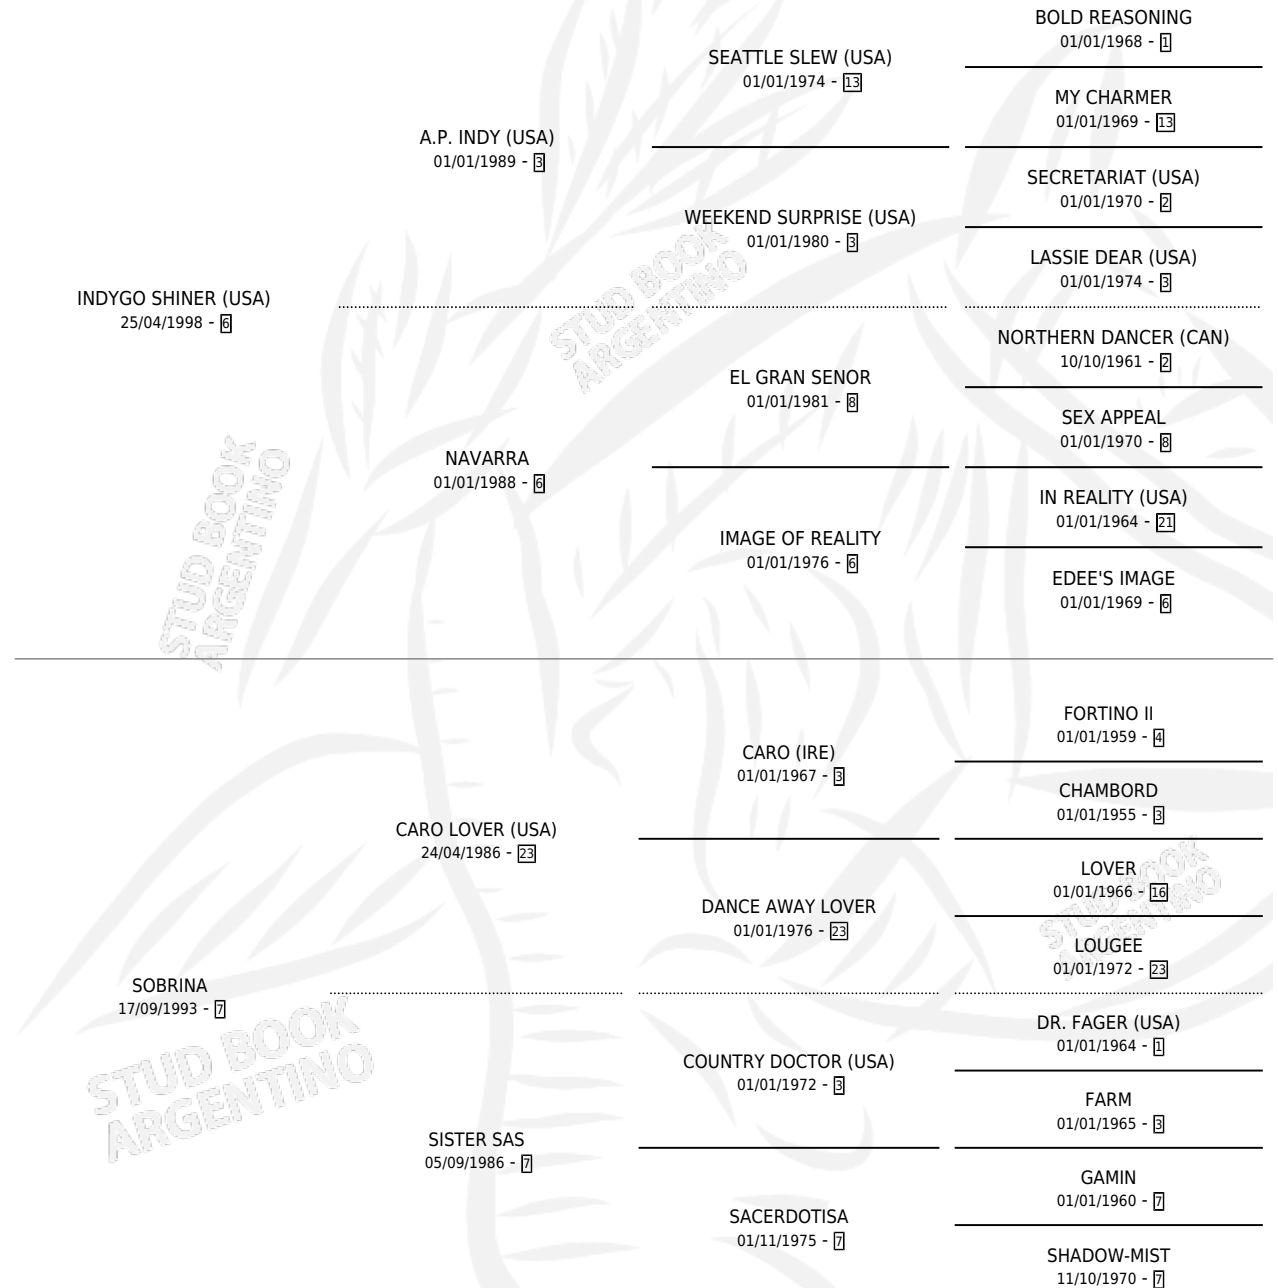 BOLD REASONING
01/01/1968 - 1
SEATTLE SLEW (USA)
01/01/1974 - 13
MY CHARMER
01/01/1969 - 13
A.P. INDY (USA)
01/01/1989 - 3
SECRETARIAT (USA)
01/01/1970 - 2
WEEKEND SURPRISE (USA)
01/01/1980 - 3
LASSIE DEAR (USA)
01/01/1974 - 3
INDYGO SHINER (USA)
25/04/1998 - 6
NORTHERN DANCER (CAN)
10/10/1961 - 2
EL GRAN SENOR
01/01/1981 - 8
SEX APPEAL
01/01/1970 - 8
NAVARRA
01/01/1988 - 6
IN REALITY (USA)
01/01/1964 - 21
IMAGE OF REALITY
01/01/1976 - 6
EDEE'S IMAGE
01/01/1969 - 6
STUD BOOK
ARGENTINO
STUD BOOK
ARGENTINO
FORTINO II
01/01/1959 - 4
CARO (IRE)
01/01/1967 - 3
CHAMBORD
01/01/1955 - 3
CARO LOVER (USA)
24/04/1986 - 23
LOVER
01/01/1966 - 16
DANCE AWAY LOVER
01/01/1976 - 23
LOUGEE
01/01/1972 - 23
STUD BOOK
ARGENTINO
SOBRINA
17/09/1993 - 7
DR. FAGER (USA)
01/01/1964 - 1
COUNTRY DOCTOR (USA)
01/01/1972 - 3
FARM
01/01/1965 - 3
STUD BOOK
ARGENTINO
SISTER SAS
05/09/1986 - 7
GAMIN
01/01/1960 - 7
SACERDOTISA
01/11/1975 - 7
SHADOW-MIST
11/10/1970 - 7